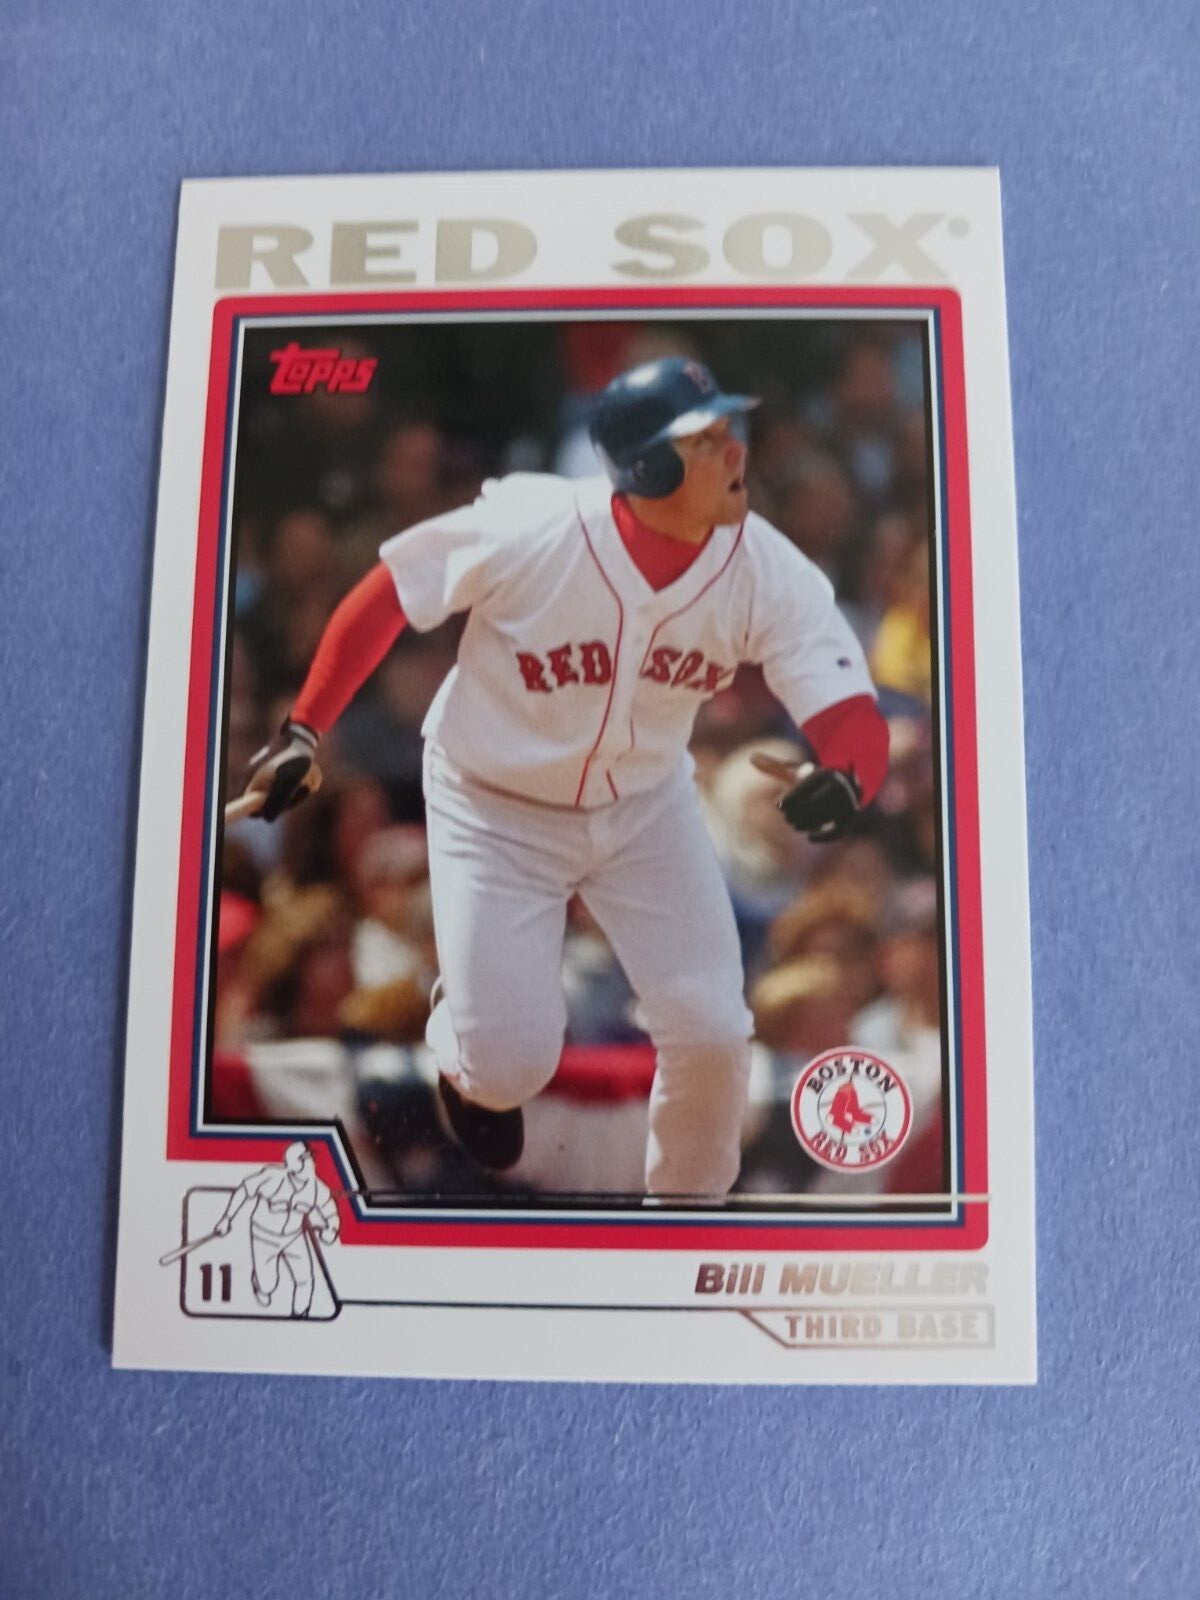 RED SOX
Topps
RED SOX
BOSTON
RED SOX
11
Bill MUELLER
THIRD BASE